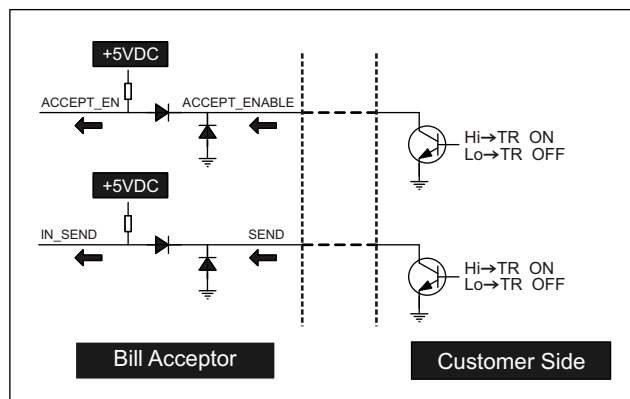 +5VDC
ACCEPT_EN
ACCEPT_ENABLE
Hi→TR ON
Lo→TR OFF
+5VDC
IN_SEND
SEND
Hi→TR ON
Lo→TR OFF
Bill Acceptor
Customer Side